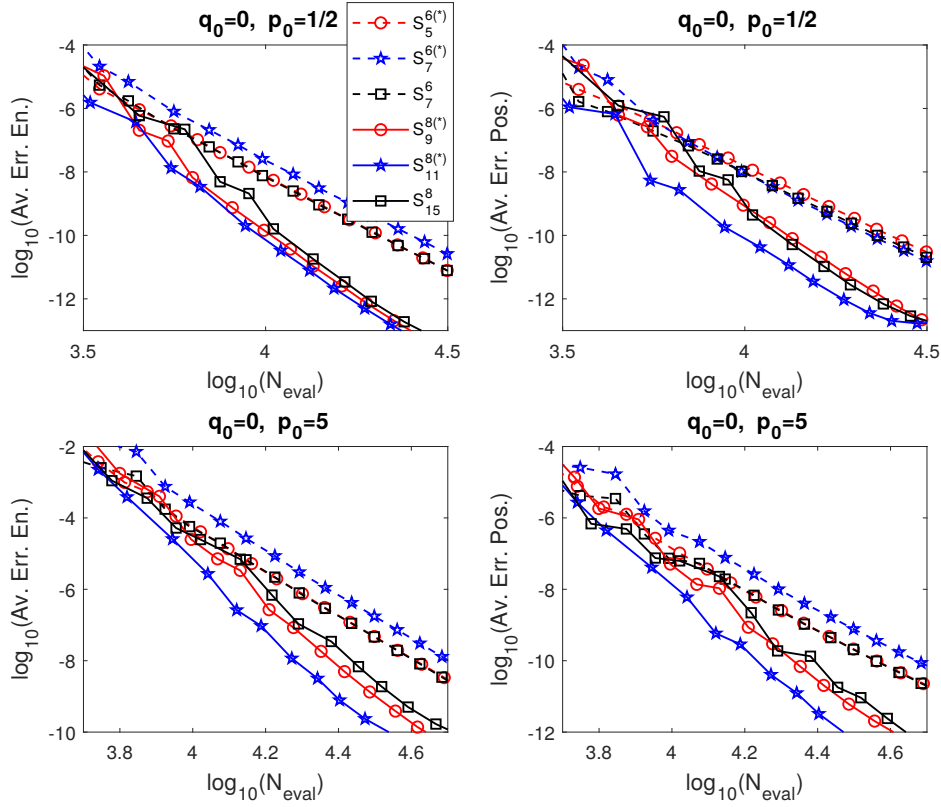 q0=0, p0=1/2
log10(Av. Err. En.)
-4
-6
-8
-10
-12
3.5
4
4.5
log10(Neval)
S5^6(*)
S7^6(*)
S7^6
S9^8(*)
S11^8(*)
S15^8
q0=0, p0=1/2
log10(Av. Err. Pos.)
-4
-6
-8
-10
-12
3.5
4
4.5
log10(Neval)
q0=0, p0=5
log10(Av. Err. En.)
-2
-4
-6
-8
-10
3.8
4
4.2
4.4
4.6
log10(Neval)
q0=0, p0=5
log10(Av. Err. Pos.)
-4
-6
-8
-10
-12
3.8
4
4.2
4.4
4.6
log10(Neval)